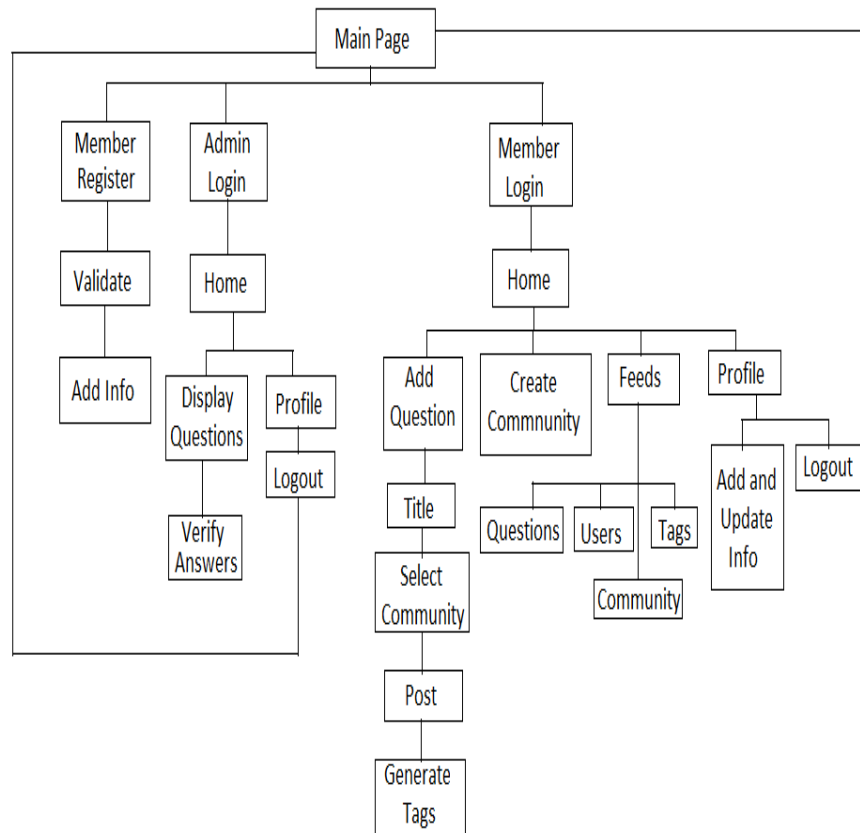 Main Page
Member
Register
Admin
Login
Member
Login
Validate
Home
Home
Add Info
Display
Questions
Profile
Add
Question
Create
Commnunity
Feeds
Profile
Logout
Add and
Update
Info
Logout
Title
Questions
Users
Tags
Verify
Answers
Select
Community
Community
Post
Generate
Tags